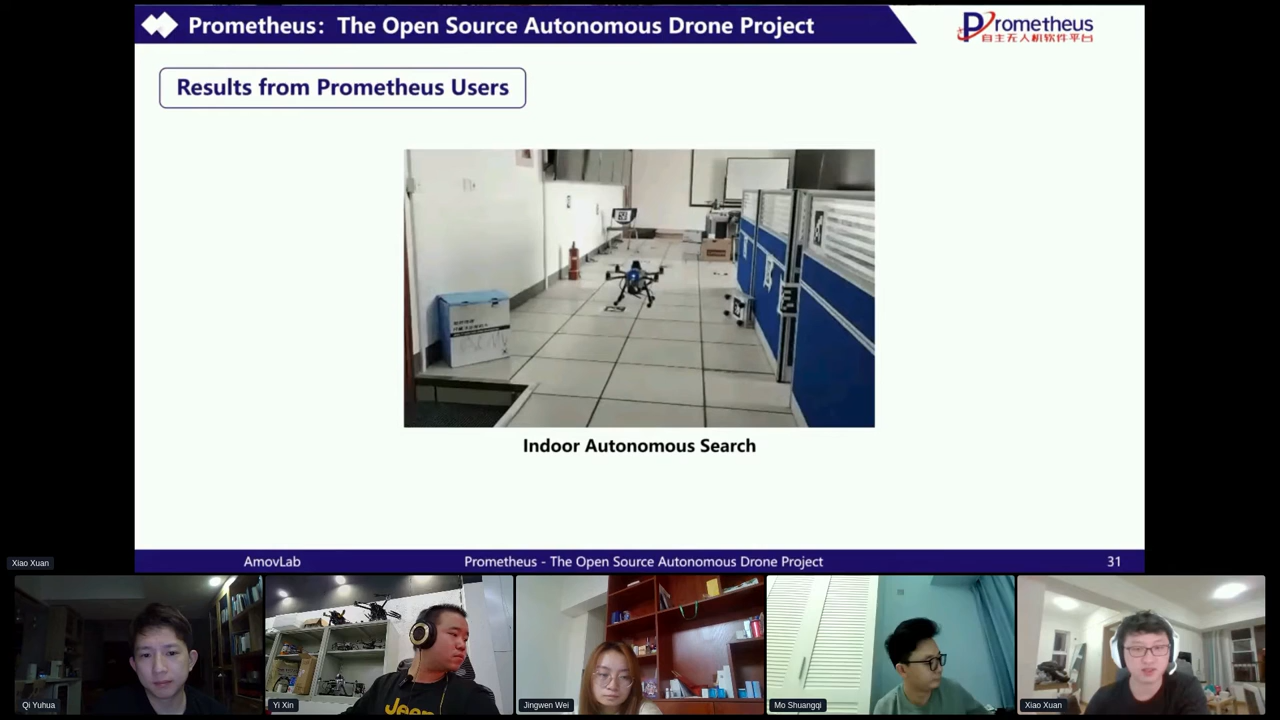 Prometheus: The Open Source Autonomous Drone Project
Prometheus
自主无人机软件平台
Results from Prometheus Users
Indoor Autonomous Search
AmovLab
Prometheus - The Open Source Autonomous Drone Project
31
Xiao Xuan
Qi Yuhua
Yi Xin
Jeep
Jingwen Wei
Mo Shuangqi
Xiao Xuan